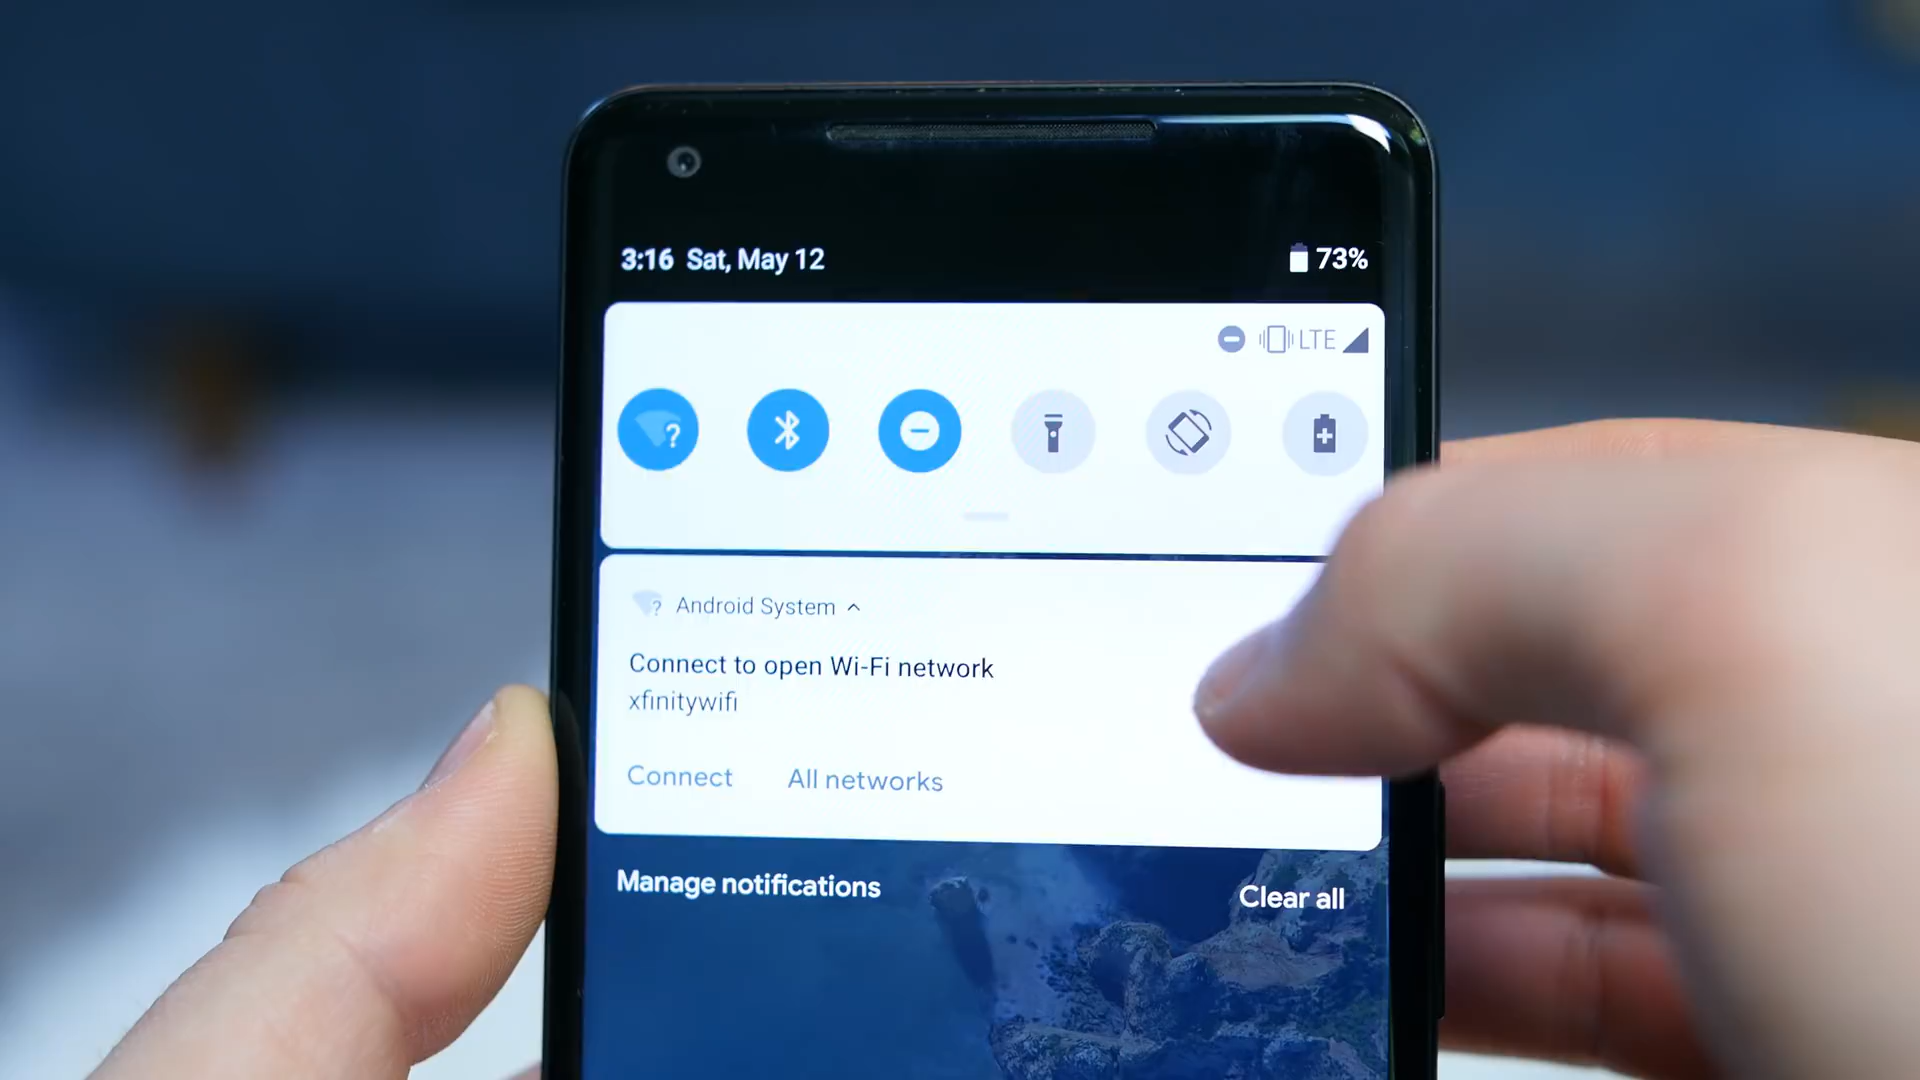 3:16 Sat, May 12 73%
LTE
?
? Android System
Connect to open Wi-Fi network
xfinitywifi
Connect All networks
Manage notifications Clear all